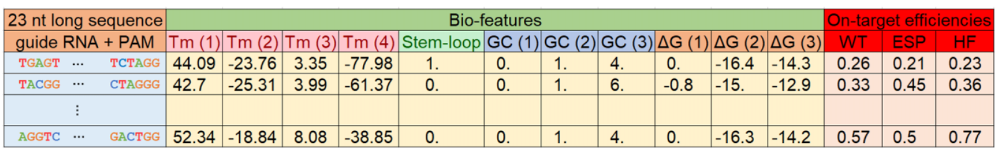 23 nt long sequence Bio-features On-target efficiencies
guide RNA + PAM Tm (1) Tm (2) Tm (3) Tm (4) Stem-loop GC (1) GC (2) GC (3) ΔG (1) ΔG (2) ΔG (3) WT ESP HF
TGAGT ··· TCTAGG 44.09 -23.76 3.35 -77.98 1. 0. 1. 4. 0. -16.4 -14.3 0.26 0.21 0.23
TACGG ··· CTAGGG 42.7 -25.31 3.99 -61.37 0. 0. 1. 6. -0.8 -15. -12.9 0.33 0.45 0.36
⋮
AGGTC ··· GACTGG 52.34 -18.84 8.08 -38.85 0. 0. 1. 4. 0. -16.3 -14.2 0.57 0.5 0.77